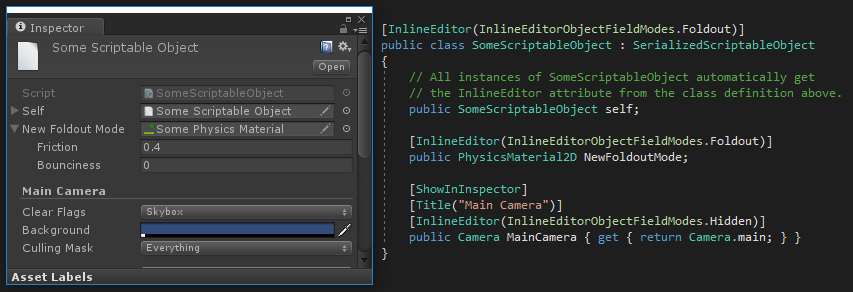 Inspector
Some Scriptable Object
Open
Script SomeScriptableObject
Self Some Scriptable Object
New Foldout Mode Some Physics Material
Friction 0.4
Bounciness 0
Main Camera
Clear Flags Skybox
Background
Culling Mask Everything
Asset Labels
[InlineEditor(InlineEditorObjectFieldModes.Foldout)]
public class SomeScriptableObject : SerializedScriptableObject
{
// All instances of SomeScriptableObject automatically get
// the InlineEditor attribute from the class definition above.
public SomeScriptableObject self;
[InlineEditor(InlineEditorObjectFieldModes.Foldout)]
public PhysicsMaterial2D NewFoldoutMode;
[ShowInInspector]
[Title("Main Camera")]
[InlineEditor(InlineEditorObjectFieldModes.Hidden)]
public Camera MainCamera { get { return Camera.main; } }
}